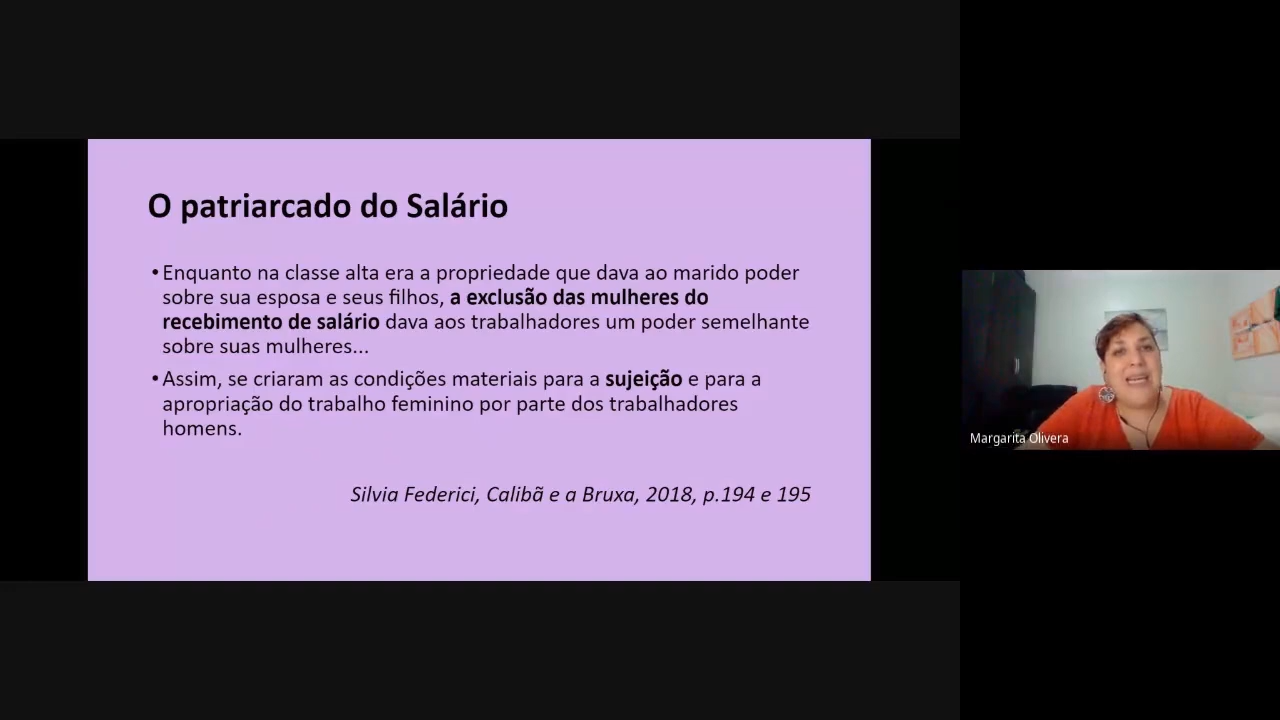 O patriarcado do Salário
•Enquanto na classe alta era a propriedade que dava ao marido poder
sobre sua esposa e seus filhos, a exclusão das mulheres do
recebimento de salário dava aos trabalhadores um poder semelhante
sobre suas mulheres...
•Assim, se criaram as condições materiais para a sujeição e para a
apropriação do trabalho feminino por parte dos trabalhadores
homens.
Silvia Federici, Calibã e a Bruxa, 2018, p.194 e 195
Margarita Olivera